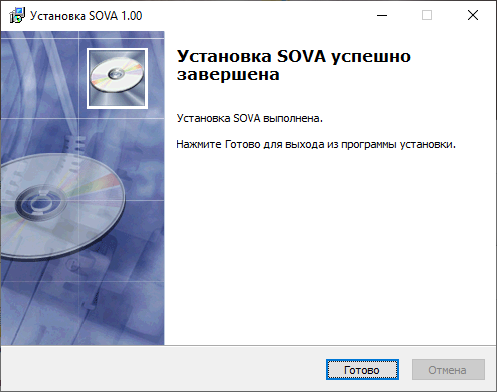 Установка SOVA 1.00
Установка SOVA успешно
завершена
Установка SOVA выполнена.
Нажмите Готово для выхода из программы установки.
Готово
Отмена